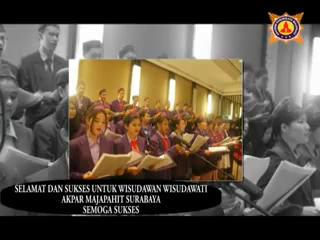 SELAMAT DAN SUKSES UNTUK WISUDAWAN WISUDAWATI
AKPAR MAJAPAHIT SURABAYA
SEMOGA SUKSES